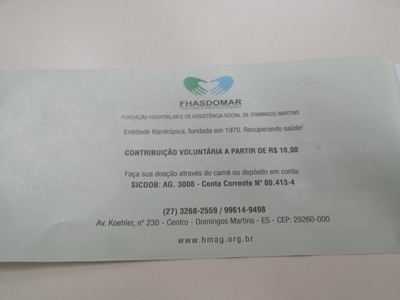 FHASDOMAR
FUNDAÇÃO HOSPITALAR E DE ASSISTÊNCIA SOCIAL DE DOMINGOS MARTINS
Entidade filantrópica, fundada em 1970. Recuperando saúde!
CONTRIBUIÇÃO VOLUNTÁRIA A PARTIR DE R$ 10,00
Faça sua doação através do carnê ou depósito em conta:
SICOOB: AG. 3008 - Conta Corrente Nº 80.413-4
(27) 3268-2559 / 99614-9498
Av. Koehler, nº 230 - Centro - Domingos Martins - ES - CEP: 29260-000
www.hmag.org.br